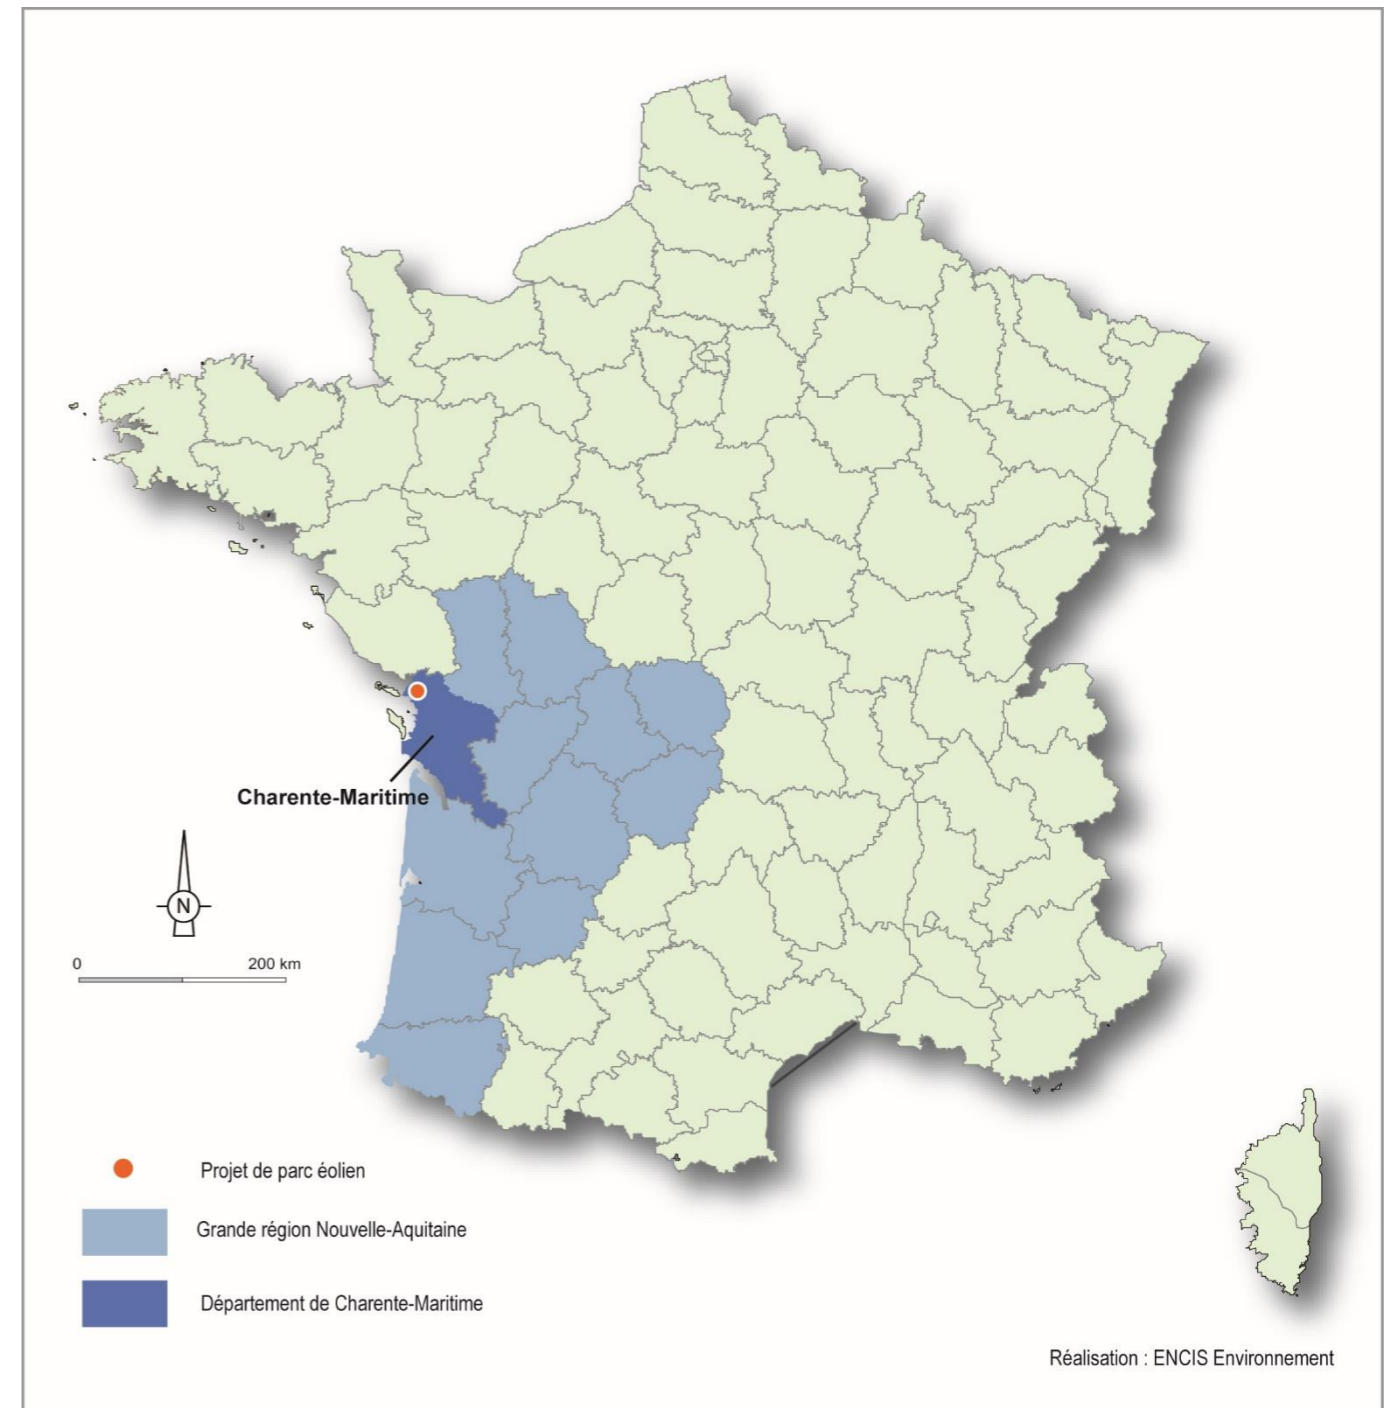 Charente-Maritime
N
0 200 km
Projet de parc éolien
Grande région Nouvelle-Aquitaine
Département de Charente-Maritime
Réalisation : ENCIS Environnement